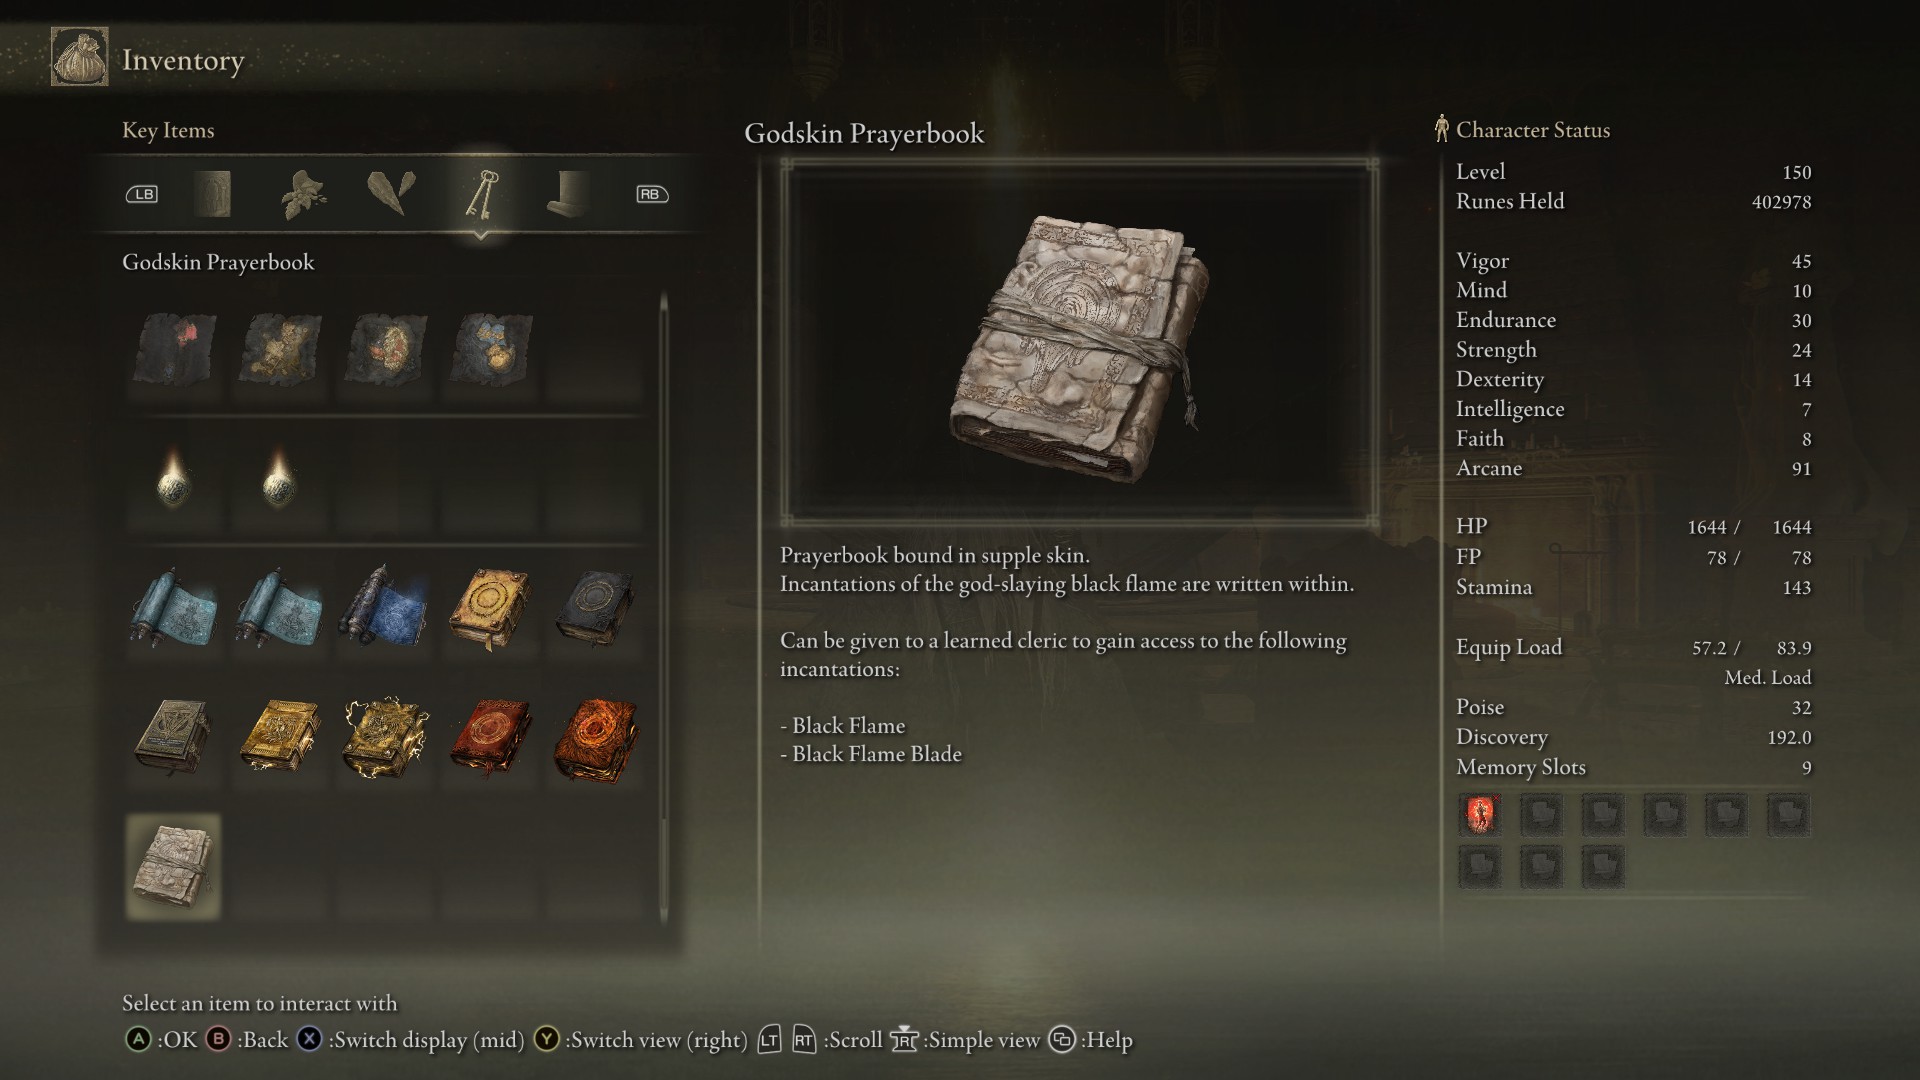 Inventory
Key Items
LB
RB
Godskin Prayerbook
Godskin Prayerbook
Prayerbook bound in supple skin.
Incantations of the god-slaying black flame are written within.
Can be given to a learned cleric to gain access to the following
incantations:
- Black Flame
- Black Flame Blade
Character Status
Level 150
Runes Held 402978
Vigor 45
Mind 10
Endurance 30
Strength 24
Dexterity 14
Intelligence 7
Faith 8
Arcane 91
HP 1644 / 1644
FP 78 / 78
Stamina 143
Equip Load 57.2 / 83.9
Med. Load
Poise 32
Discovery 192.0
Memory Slots 9
Select an item to interact with
A :OK B :Back X :Switch display (mid) Y :Switch view (right) LT RT :Scroll R :Simple view :Help